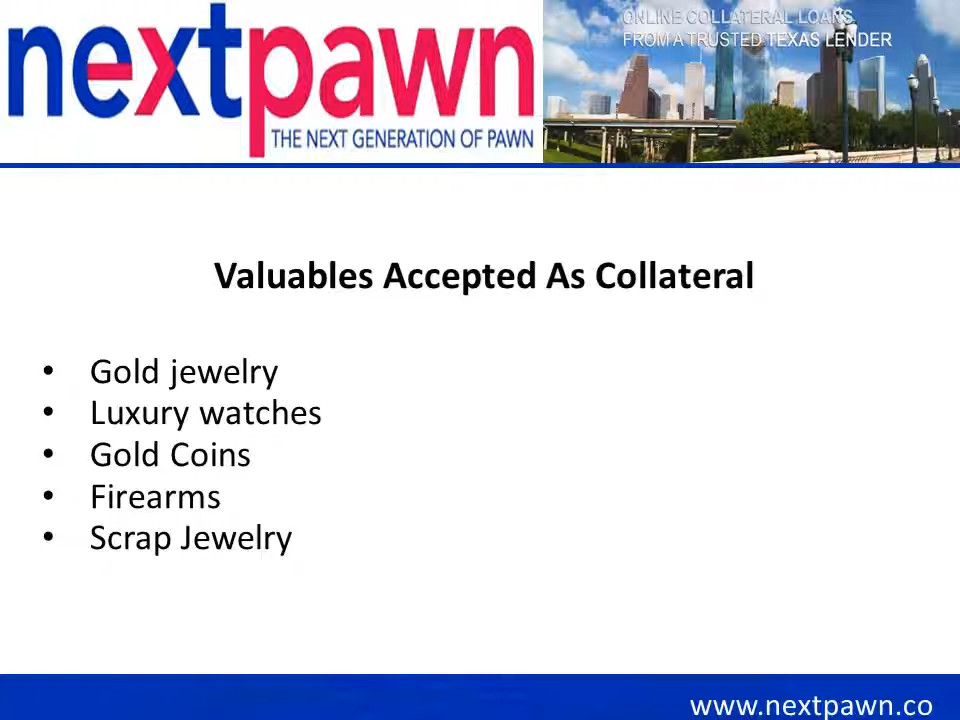 nextpawn
THE NEXT GENERATION OF PAWN
ONLINE COLLATERAL LOANS
FROM A TRUSTED TEXAS LENDER
Valuables Accepted As Collateral
• Gold jewelry
• Luxury watches
• Gold Coins
• Firearms
• Scrap Jewelry
www.nextpawn.co